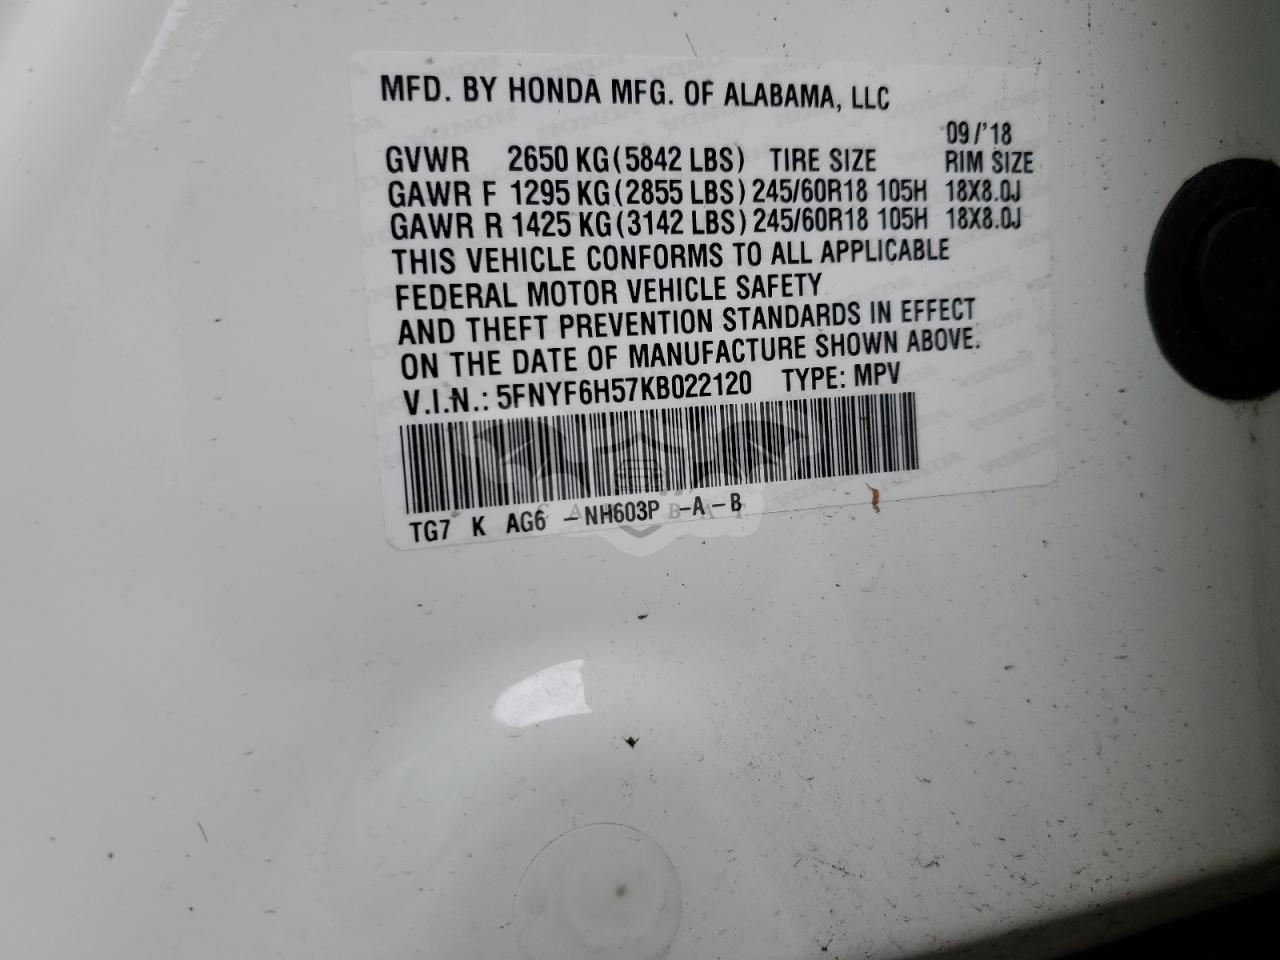 MFD. BY HONDA MFG. OF ALABAMA, LLC
09/'18
GVWR 2650 KG (5842 LBS) TIRE SIZE RIM SIZE
GAWR F 1295 KG (2855 LBS) 245/60R18 105H 18X8.0J
GAWR R 1425 KG (3142 LBS) 245/60R18 105H 18X8.0J
THIS VEHICLE CONFORMS TO ALL APPLICABLE
FEDERAL MOTOR VEHICLE SAFETY
AND THEFT PREVENTION STANDARDS IN EFFECT
ON THE DATE OF MANUFACTURE SHOWN ABOVE.
V.I.N.: 5FNYF6H57KB022120 TYPE: MPV
TG7 K AG6 -NH603P -A-B